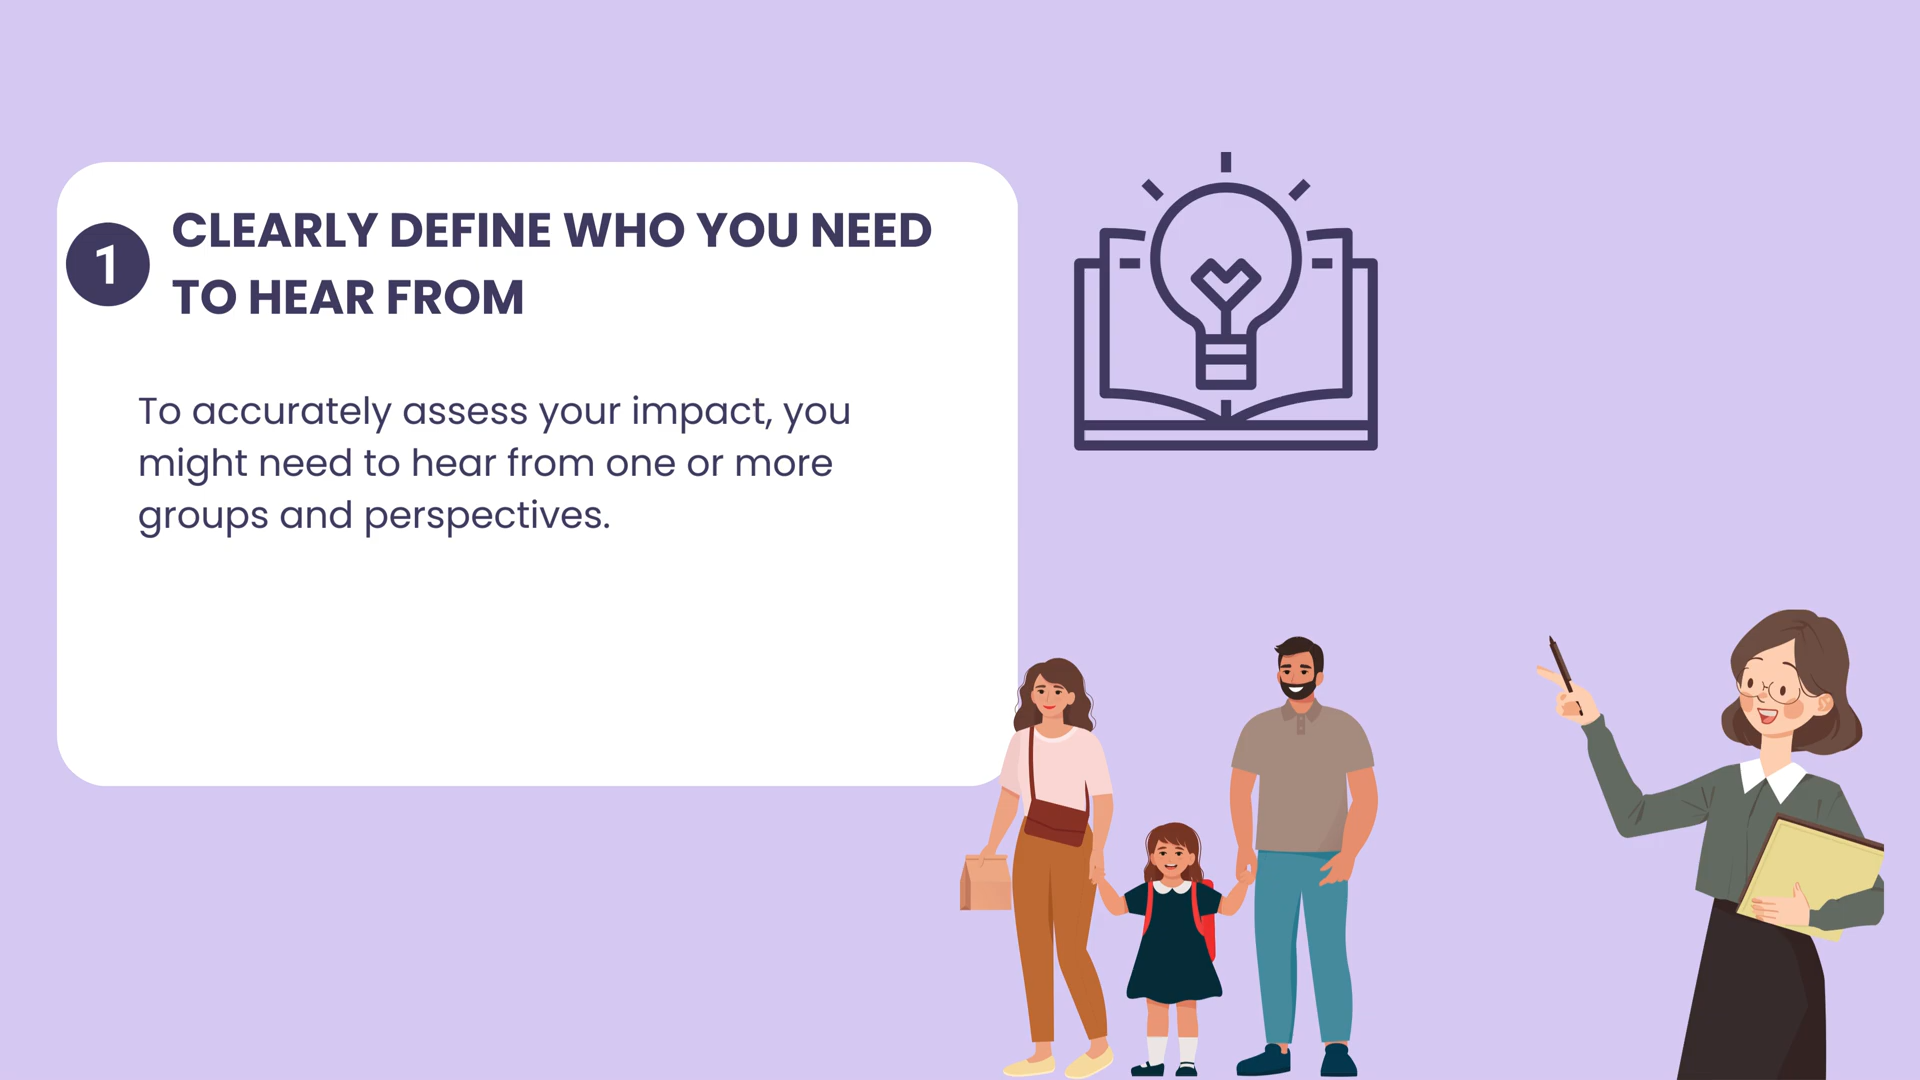 1
CLEARLY DEFINE WHO YOU NEED
TO HEAR FROM
To accurately assess your impact, you
might need to hear from one or more
groups and perspectives.